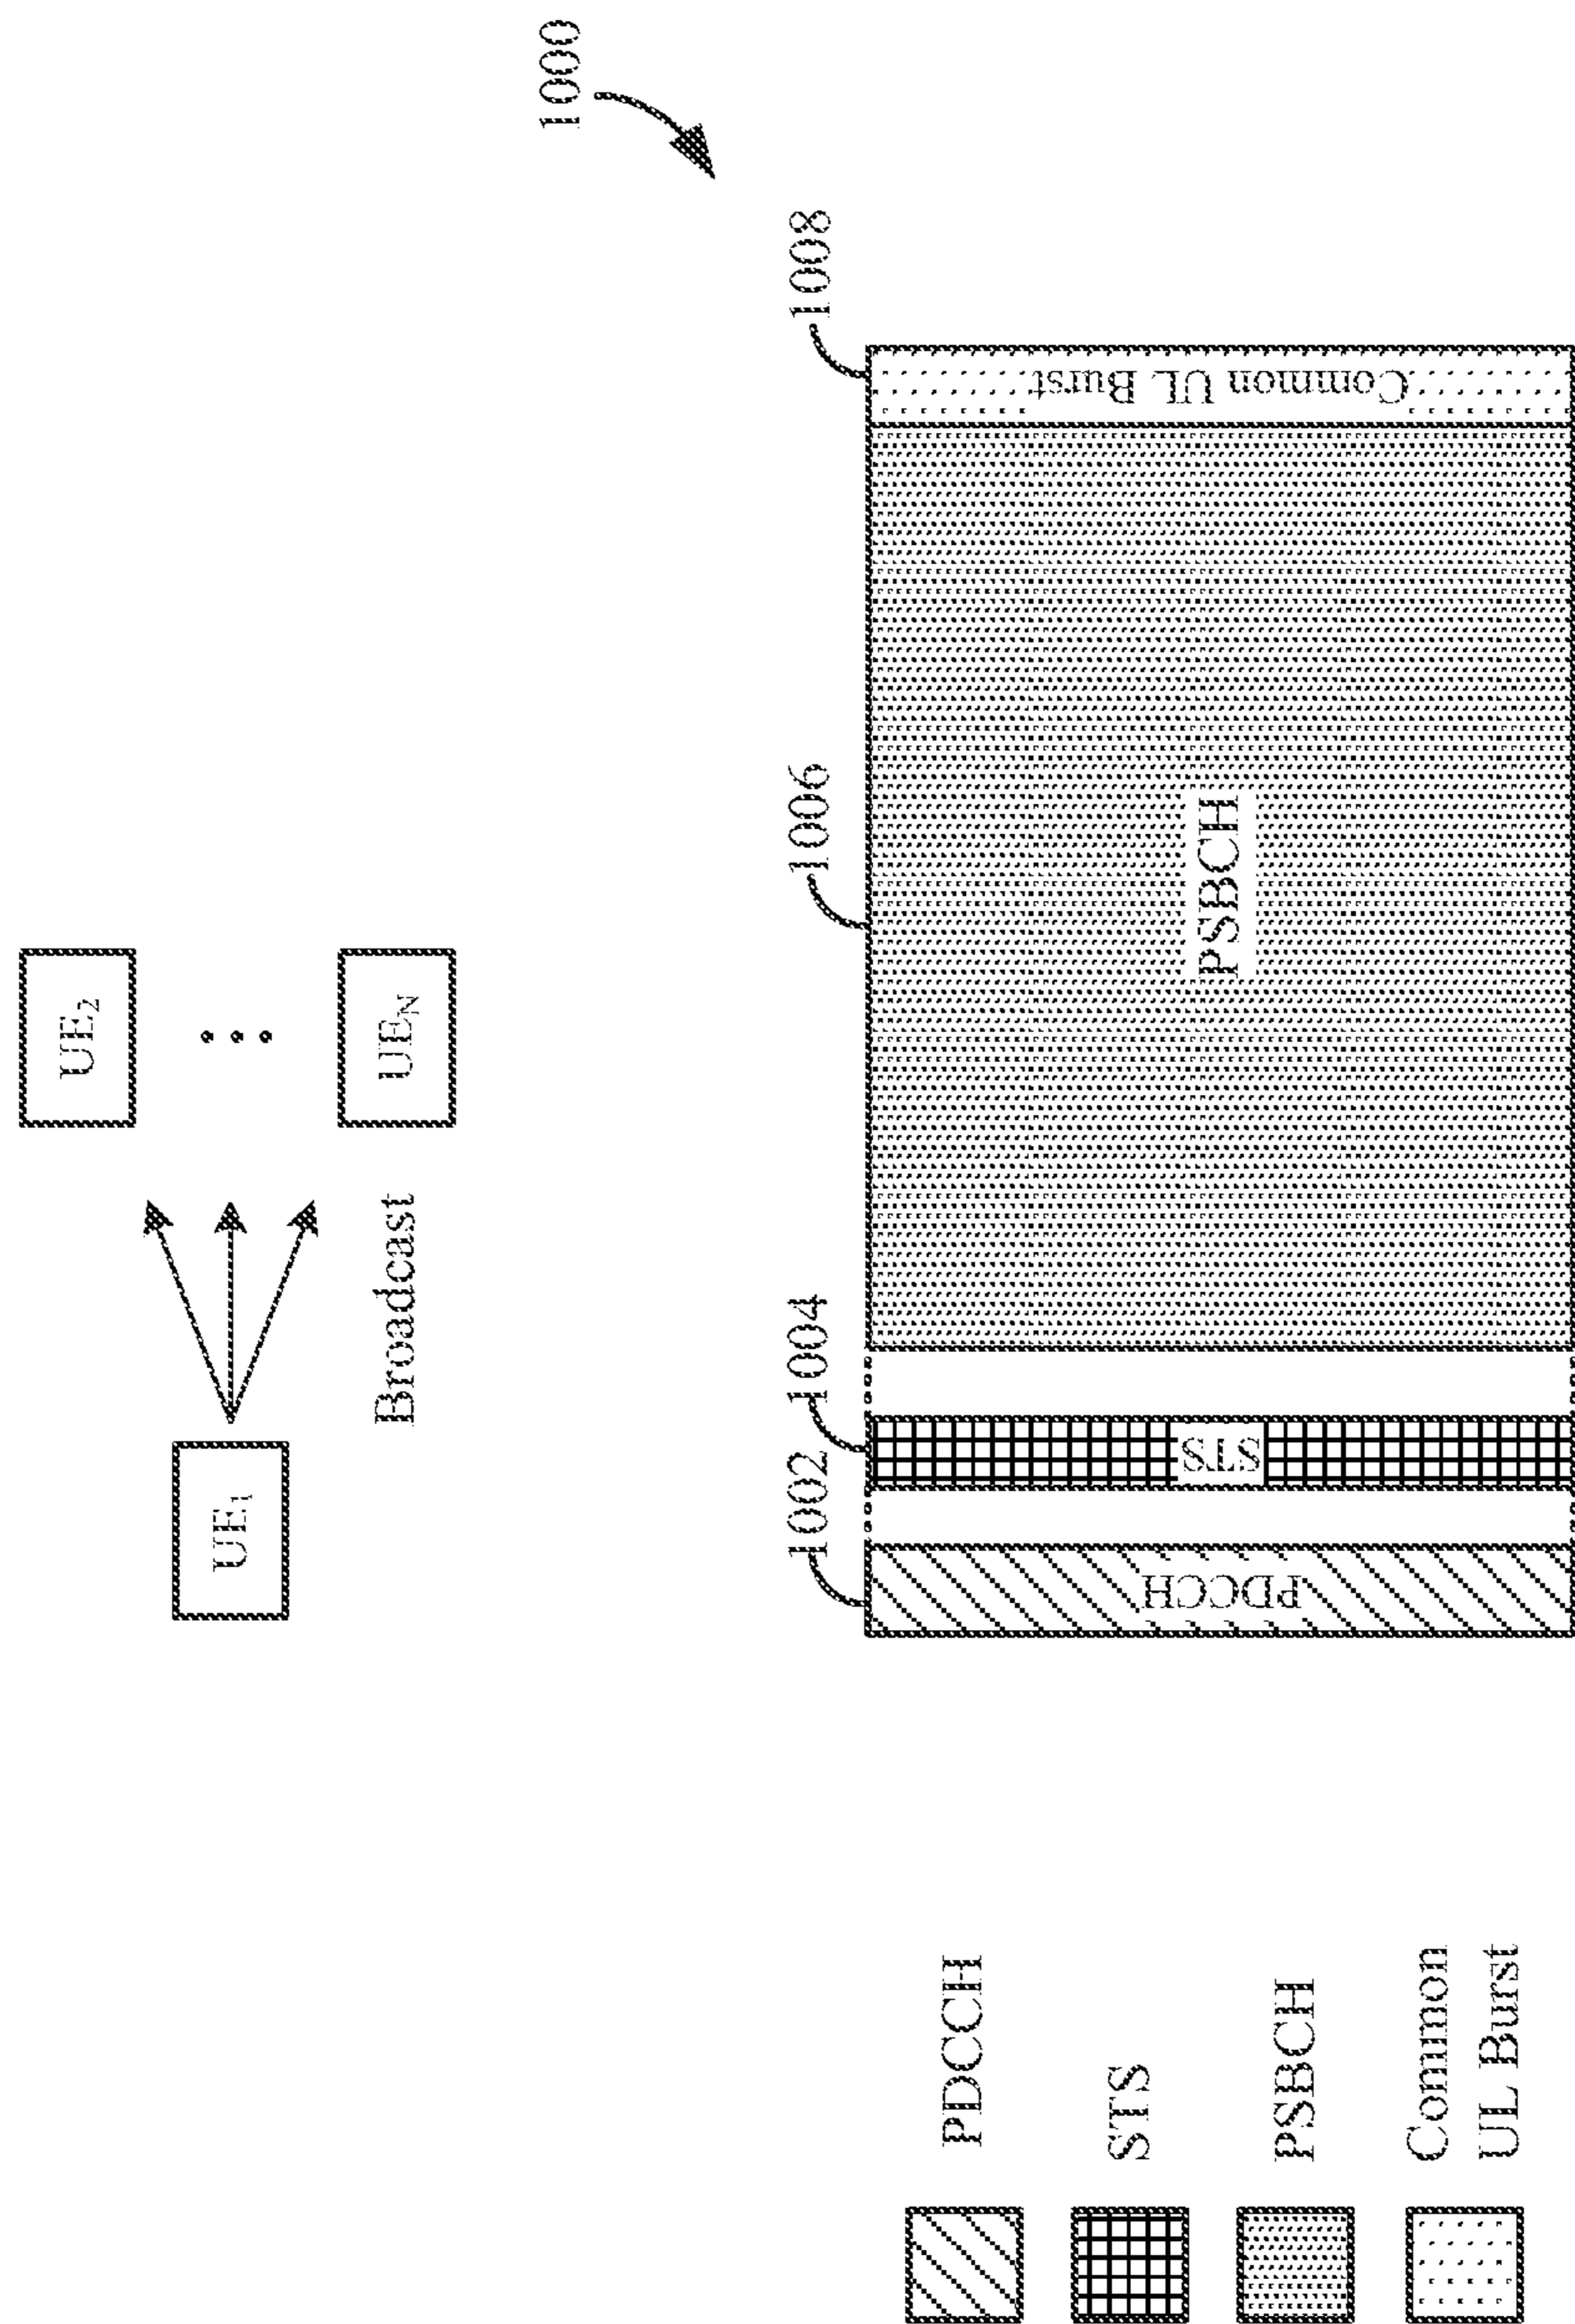 UE₁
UE₂
UE_N
Broadcast
1000
1002
1004
1006
1008
PDCCH
STS
PSBCH
Common UL Burst
PDCCH
STS
PSBCH
Common
UL Burst